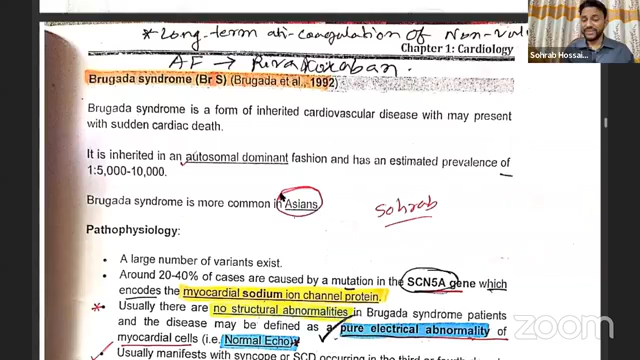 *Long-term ati-coagulation of Non-val
Chapter 1: Cardiology
AF → Rivaroxaban.
Sohrab Hossai...
Brugada syndrome (Br S) (Brugada et al., 1992)
Brugada syndrome is a form of inherited cardiovascular disease with may present
with sudden cardiac death.
It is inherited in an autosomal dominant fashion and has an estimated prevalence of
1:5,000-10,000.
Brugada syndrome is more common in Asians
Sohrab
Pathophysiology:
• A large number of variants exist.
• Around 20-40% of cases are caused by a mutation in the SCN5A gene which
encodes the myocardial sodium ion channel protein.
* Usually there are no structural abnormalities in Brugada syndrome patients
and the disease may be defined as a pure electrical abnormality of
myocardial cells (i.e. Normal Echo)
Usually manifests with syncope or SCD occurring in the third or fourth
zoom